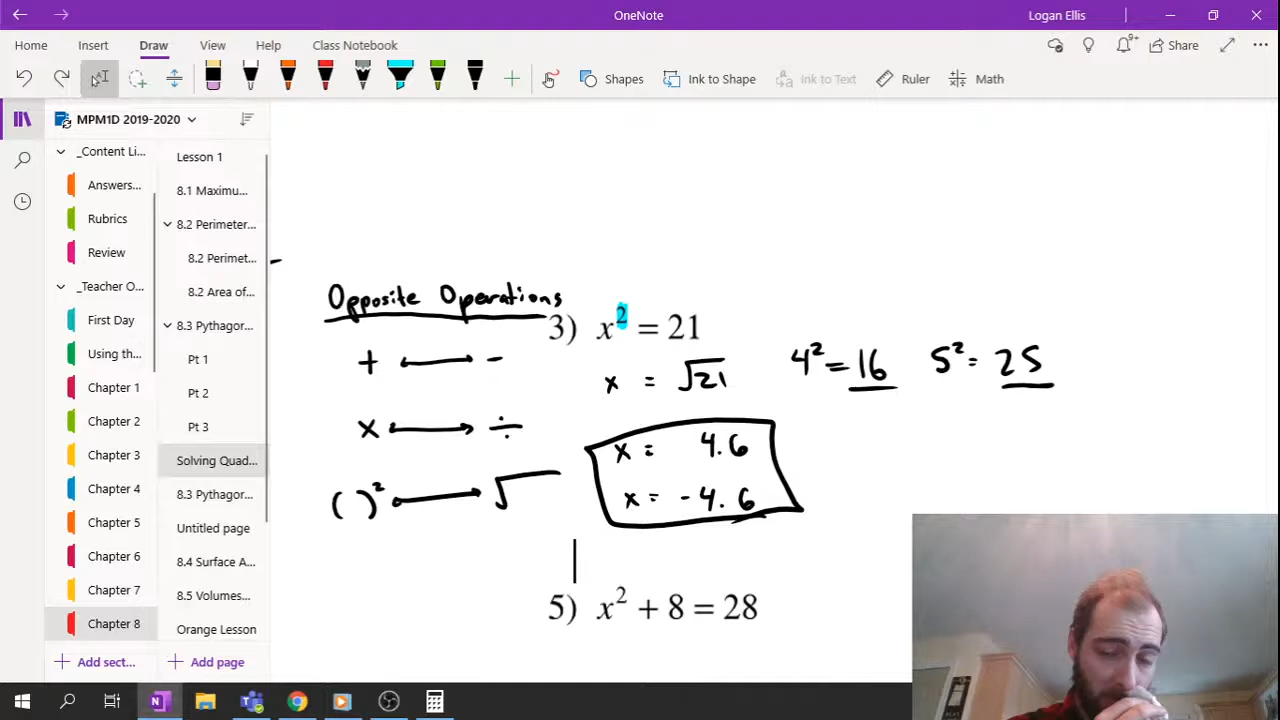 OneNote
Logan Ellis
Home Insert Draw View Help Class Notebook
Share
Shapes Ink to Shape Ink to Text Ruler Math
9+
MPM1D 2019-2020
_Content Li...
Answers...
Rubrics
Review
_Teacher O...
First Day
Using th...
Chapter 1
Chapter 2
Chapter 3
Chapter 4
Chapter 5
Chapter 6
Chapter 7
Chapter 8
Add sect...
Lesson 1
8.1 Maximu...
8.2 Perimeter...
8.2 Perimet...
8.2 Area of...
8.3 Pythagor...
Pt 1
Pt 2
Pt 3
Solving Quad...
8.3 Pythagor...
Untitled page
8.4 Surface A...
8.5 Volumes...
Orange Lesson
Add page
Opposite Operations
+ ⟷ -
x ⟷ ÷
( )² ⟷ √
3) x² = 21
x = √21
4² = 16 5² = 25
x = 4.6
x = -4.6
5) x² + 8 = 28